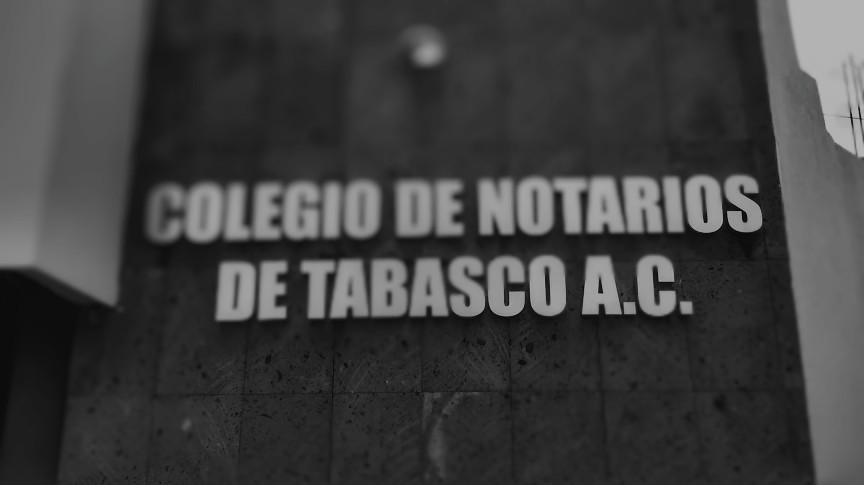 COLEGIO DE NOTARIOS
DE TABASCO A.C.